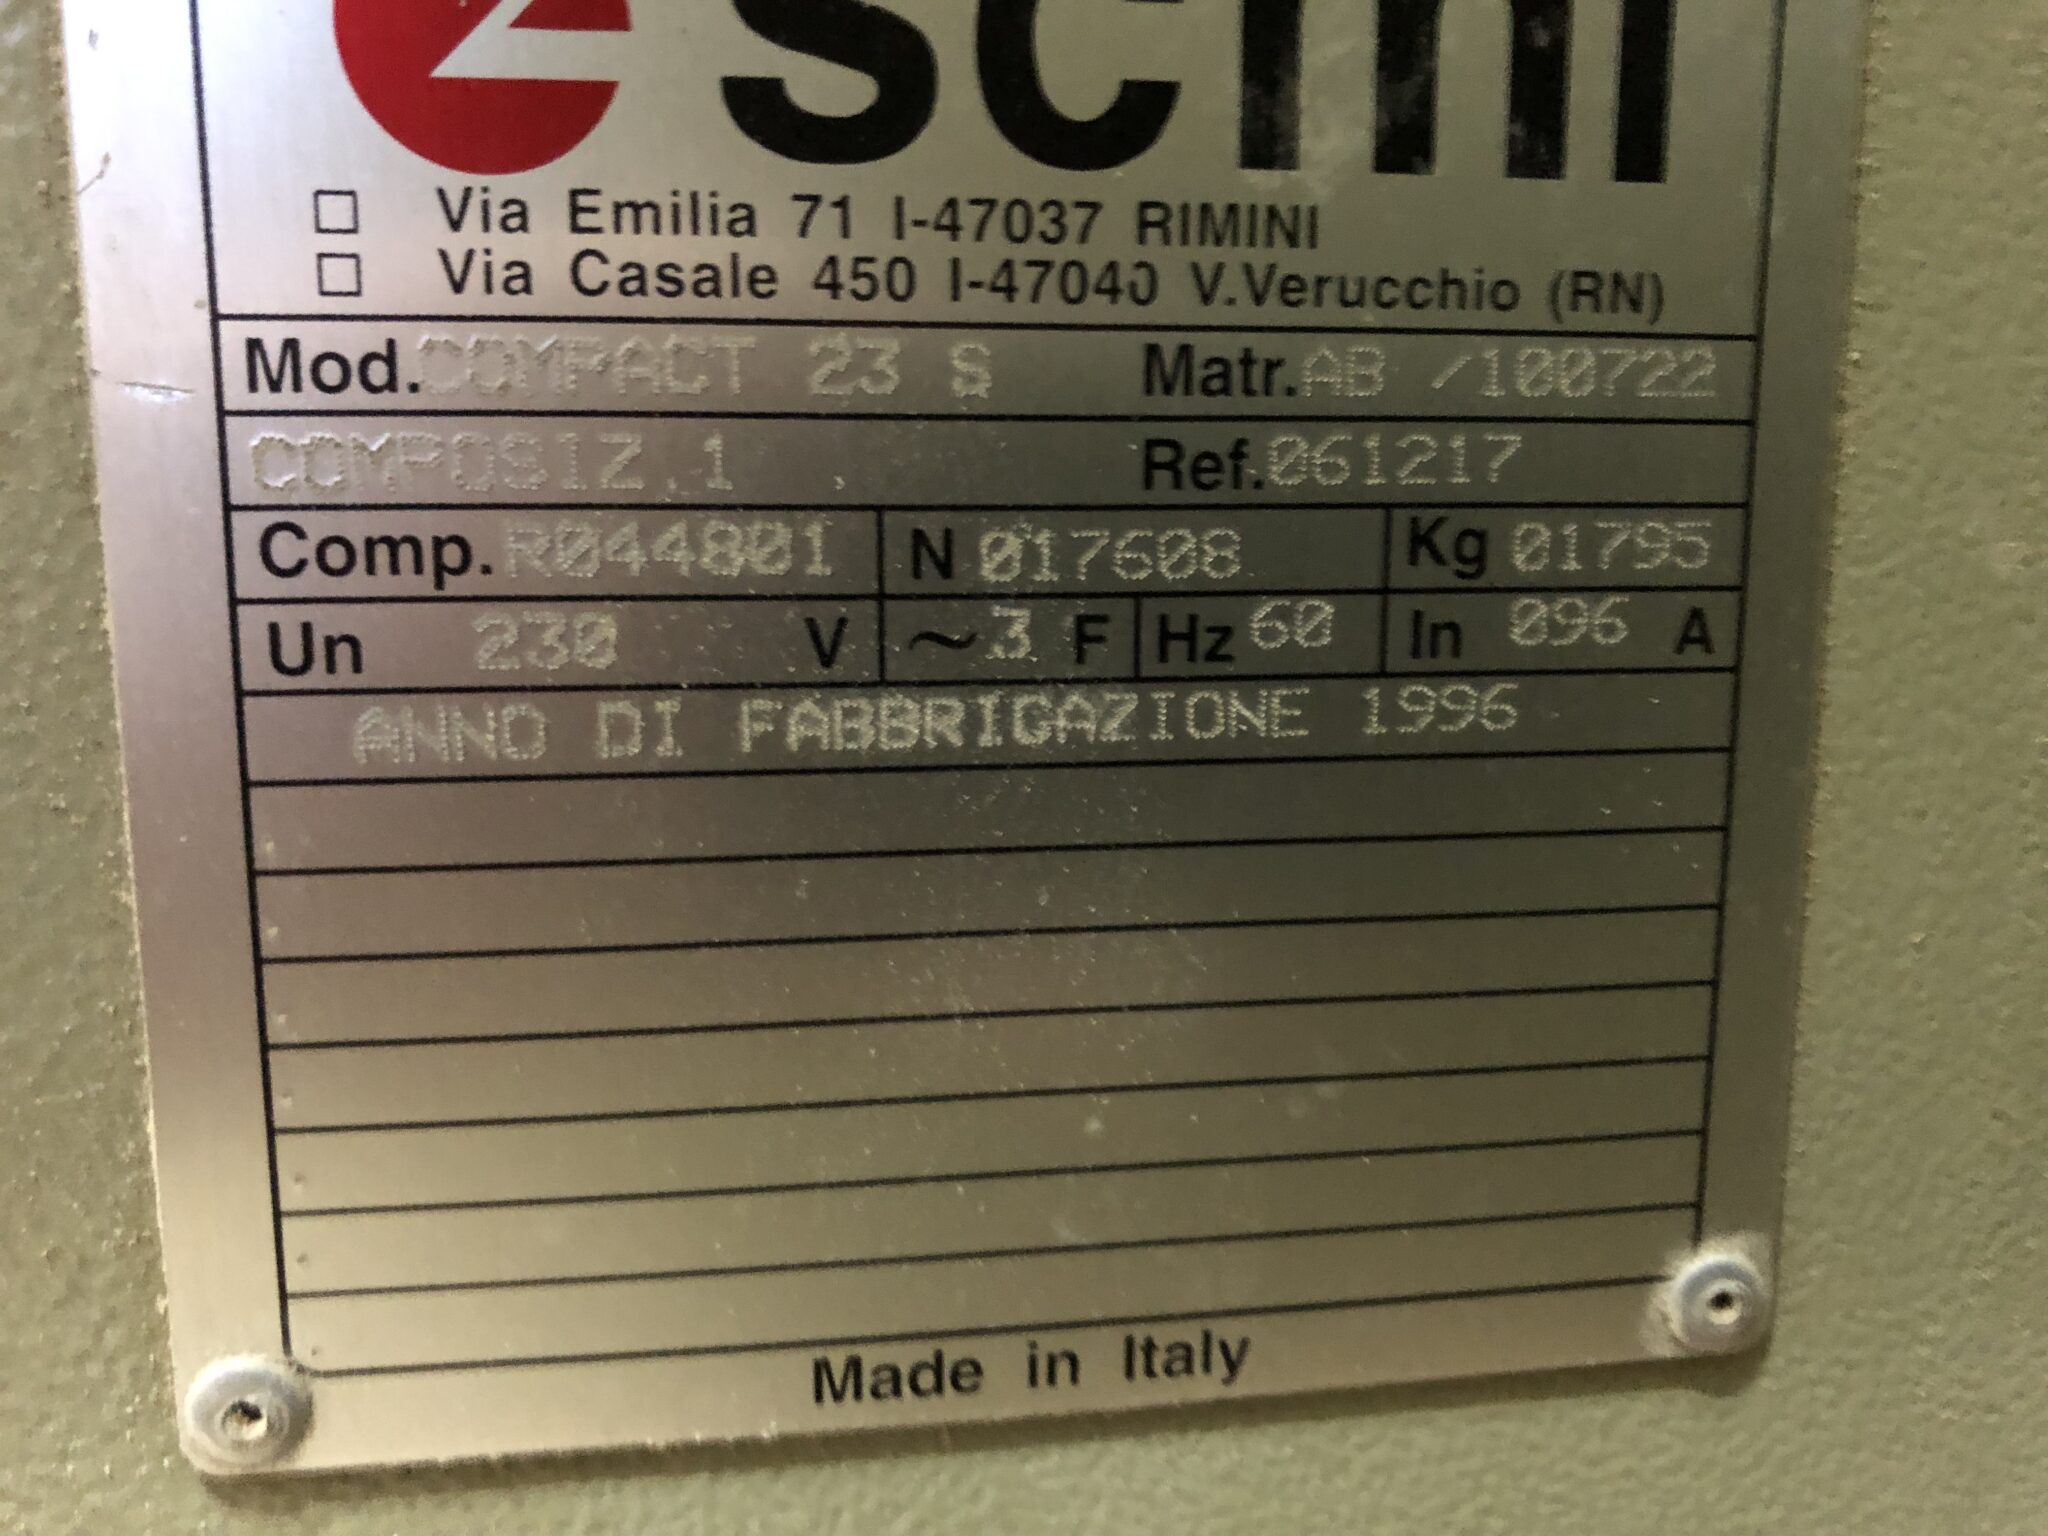 scm
□ Via Emilia 71 I-47037 RIMINI
□ Via Casale 450 I-47040 V.Verucchio (RN)
Mod. COMPACT 23 S Matr. AB /100722
COMPOSIZ.1 Ref. 061217
Comp. R044801 N 017608 Kg 01795
Un 230 V ~ 3 F Hz 60 In 096 A
ANNO DI FABBRIGAZIONE 1996
Made in Italy